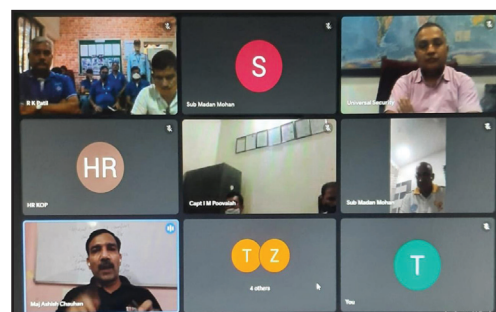 R K Patil
S
Sub Madan Mohan
Universal Security
HR
HR KOP
Capt I M Poovaiah
Sub Madan Mohan
Maj Ashish Chauhan
T Z
4 others
T
You